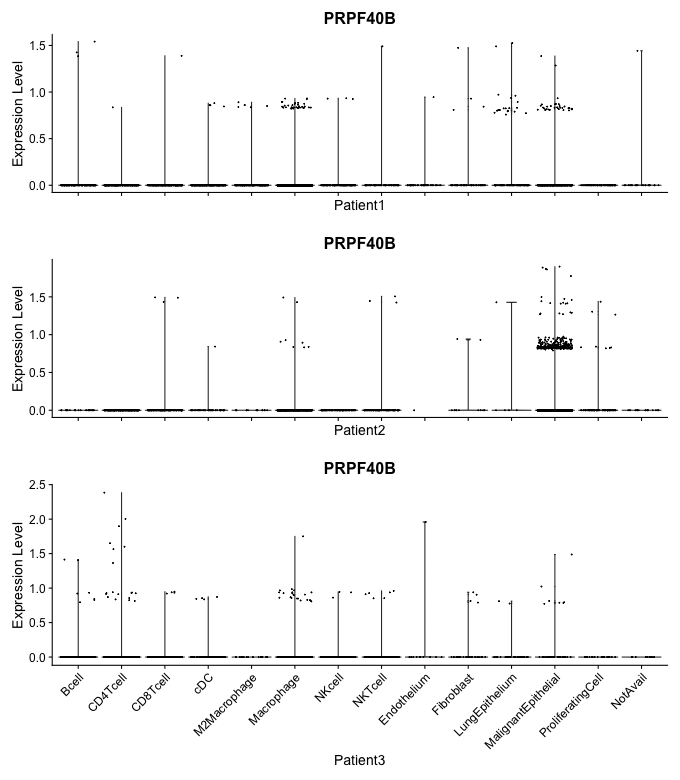 PRPF40B
Expression Level
1.5
1.0
0.5
0.0
Patient1
PRPF40B
Expression Level
1.5
1.0
0.5
0.0
Patient2
PRPF40B
Expression Level
2.5
2.0
1.5
1.0
0.5
0.0
Bcell
CD4Tcell
CD8Tcell
cDC
M2Macrophage
Macrophage
NKcell
NKTcell
Endothelium
Fibroblast
LungEpithelium
MalignantEpithelial
ProliferatingCell
NotAvail
Patient3